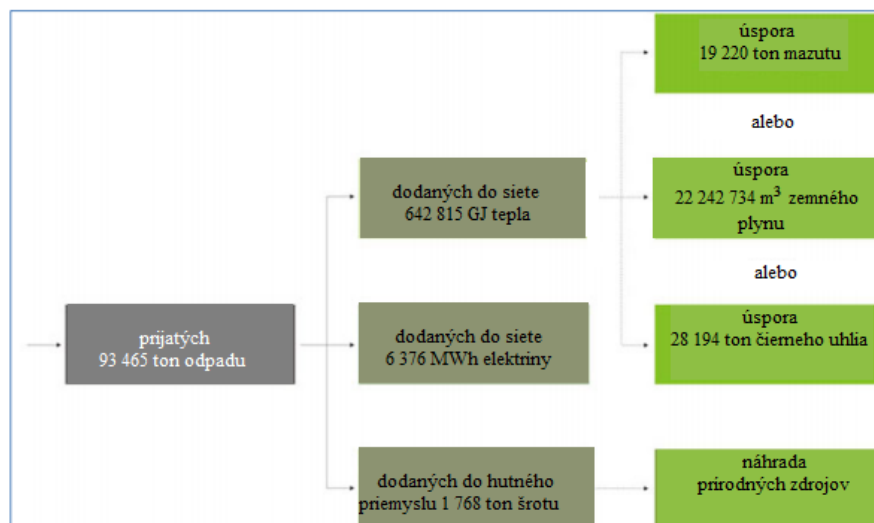 prijatých
93 465 ton odpadu
dodaných do siete
642 815 GJ tepla
dodaných do siete
6 376 MWh elektriny
dodaných do hutného
priemyslu 1 768 ton šrotu
úspora
19 220 ton mazutu
alebo
úspora
22 242 734 m³ zemného
plynu
alebo
úspora
28 194 ton čierneho uhlia
náhrada
prírodných zdrojov